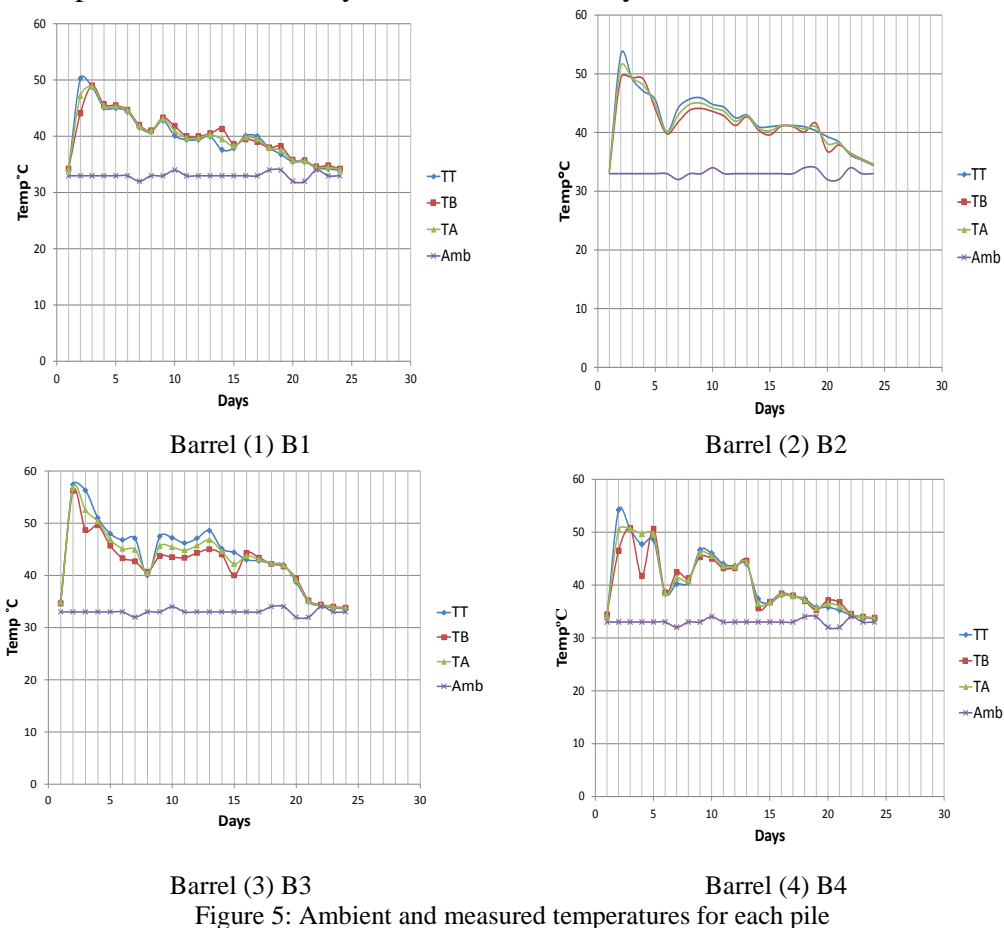 60
50
40
30
20
10
0
Temp˚C
0 5 10 15 20 25 30
Days
TT
TB
TA
Amb
Barrel (1) B1
60
50
40
30
20
10
0
Temp°C
0 5 10 15 20 25 30
Days
TT
TB
TA
Amb
Barrel (2) B2
60
50
40
30
20
10
0
Temp ˚C
0 5 10 15 20 25 30
Days
TT
TB
TA
Amb
Barrel (3) B3
60
50
40
30
20
10
0
Temp°C
0 5 10 15 20 25 30
Days
TT
TB
TA
Amb
Barrel (4) B4
Figure 5: Ambient and measured temperatures for each pile